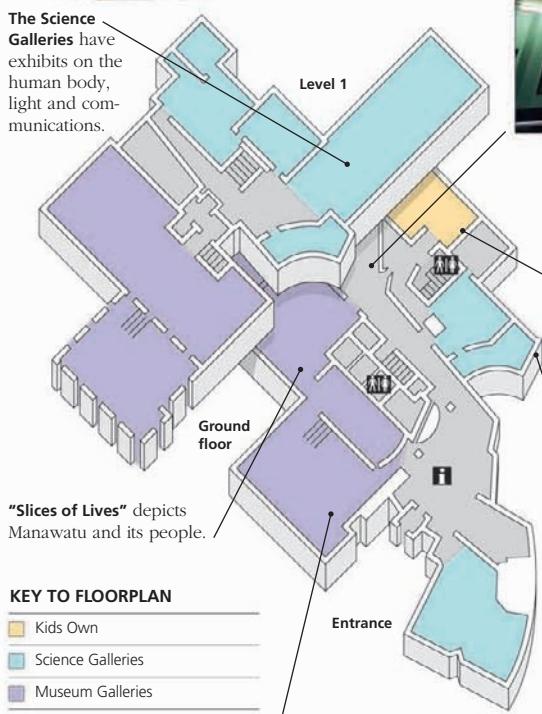 The Science
Galleries have
exhibits on the
human body,
light and com-
munications.
Level 1
Ground
floor
"Slices of Lives" depicts
Manawatu and its people.
i
Entrance
KEY TO FLOORPLAN
Kids Own
Science Galleries
Museum Galleries